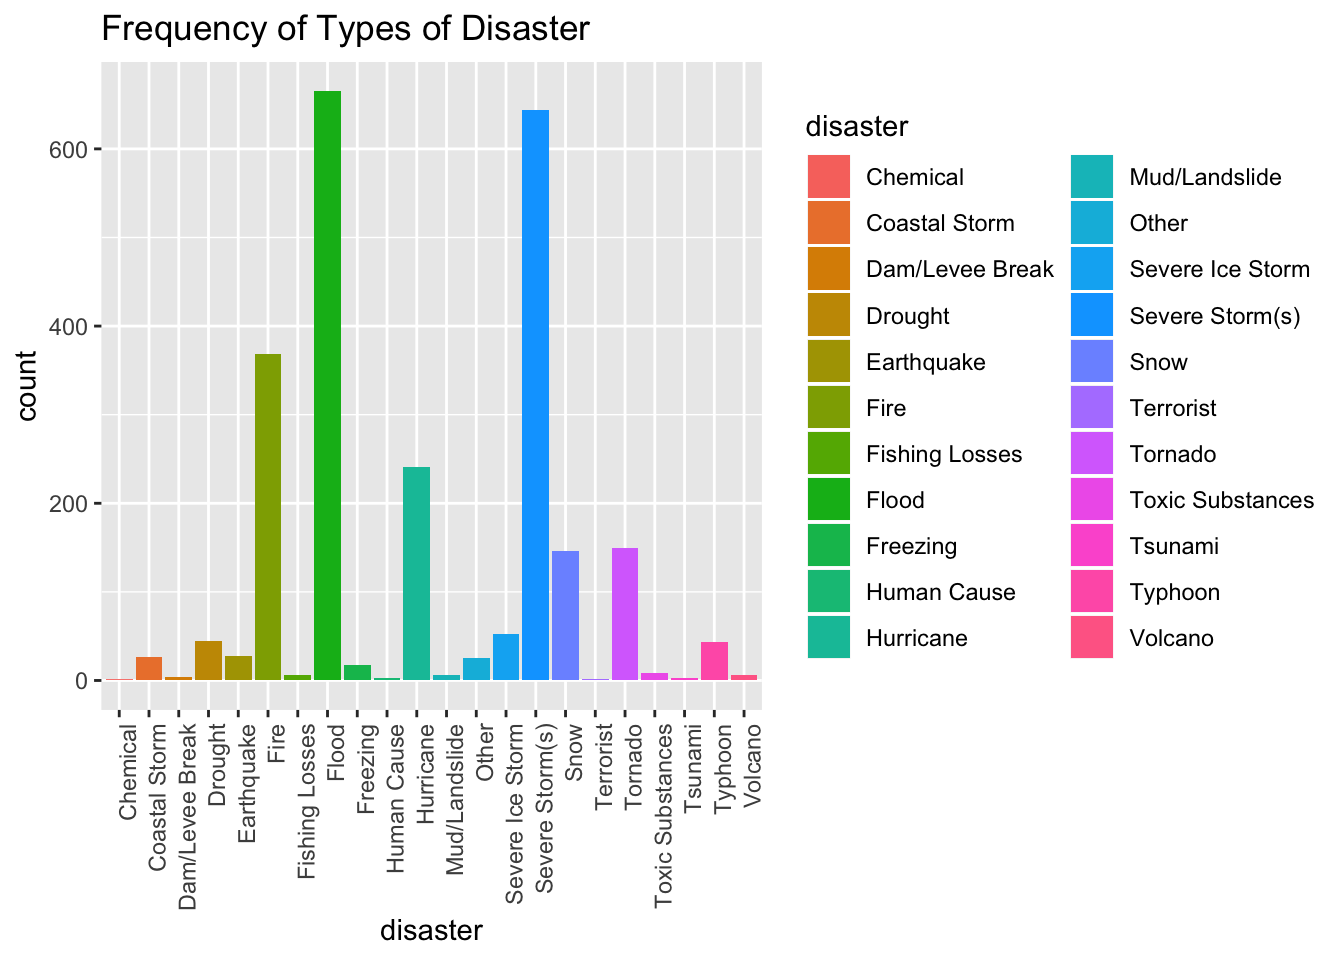 Frequency of Types of Disaster
count
600
400
200
0
Chemical
Coastal Storm
Dam/Levee Break
Drought
Earthquake
Fire
Fishing Losses
Flood
Freezing
Human Cause
Hurricane
Mud/Landslide
Other
Severe Ice Storm
Severe Storm(s)
Snow
Terrorist
Tornado
Toxic Substances
Tsunami
Typhoon
Volcano
disaster
disaster
Chemical
Coastal Storm
Dam/Levee Break
Drought
Earthquake
Fire
Fishing Losses
Flood
Freezing
Human Cause
Hurricane
Mud/Landslide
Other
Severe Ice Storm
Severe Storm(s)
Snow
Terrorist
Tornado
Toxic Substances
Tsunami
Typhoon
Volcano